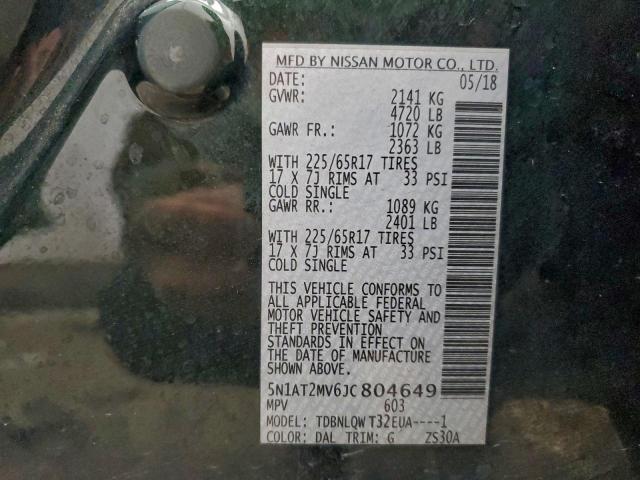 MFD BY NISSAN MOTOR CO., LTD.
DATE: 05/18
GVWR: 2141 KG
4720 LB
GAWR FR.: 1072 KG
2363 LB
WITH 225/65R17 TIRES
17 X 7J RIMS AT 33 PSI
COLD SINGLE
GAWR RR.: 1089 KG
2401 LB
WITH 225/65R17 TIRES
17 X 7J RIMS AT 33 PSI
COLD SINGLE
THIS VEHICLE CONFORMS TO
ALL APPLICABLE FEDERAL
MOTOR VEHICLE SAFETY AND
THEFT PREVENTION
STANDARDS IN EFFECT ON
THE DATE OF MANUFACTURE
SHOWN ABOVE.
5N1AT2MV6JC804649
MPV 603
MODEL: TDBNLQW T32EUA----1
COLOR: DAL TRIM: G ZS30A